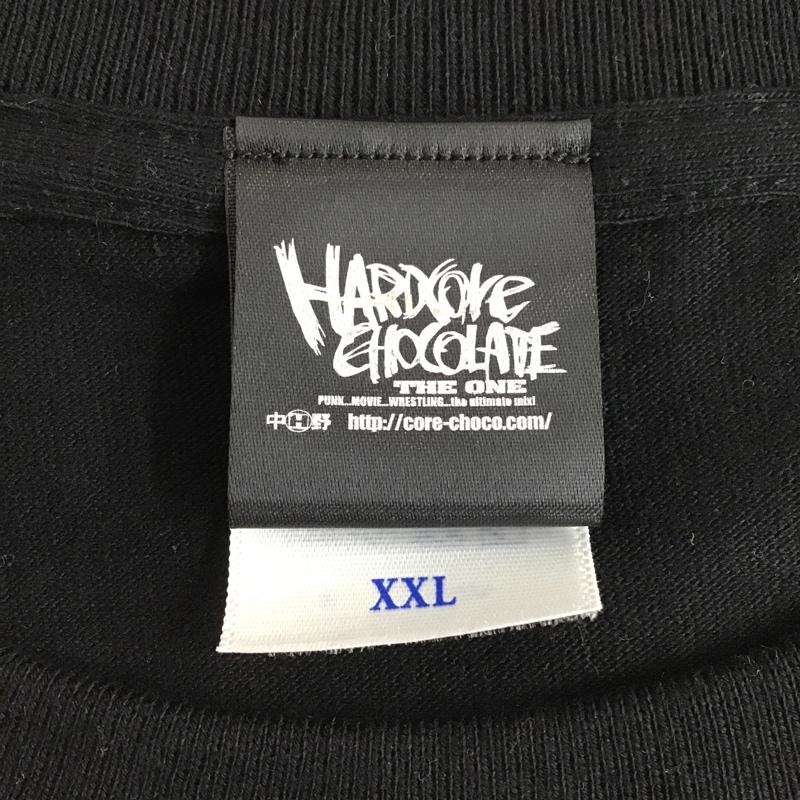 HARDCORe
CHOCOLATE
THE ONE
PUNK...MOVIE...WRESTLING...the ultimate mix!
中H野 http://core-choco.com/
XXL